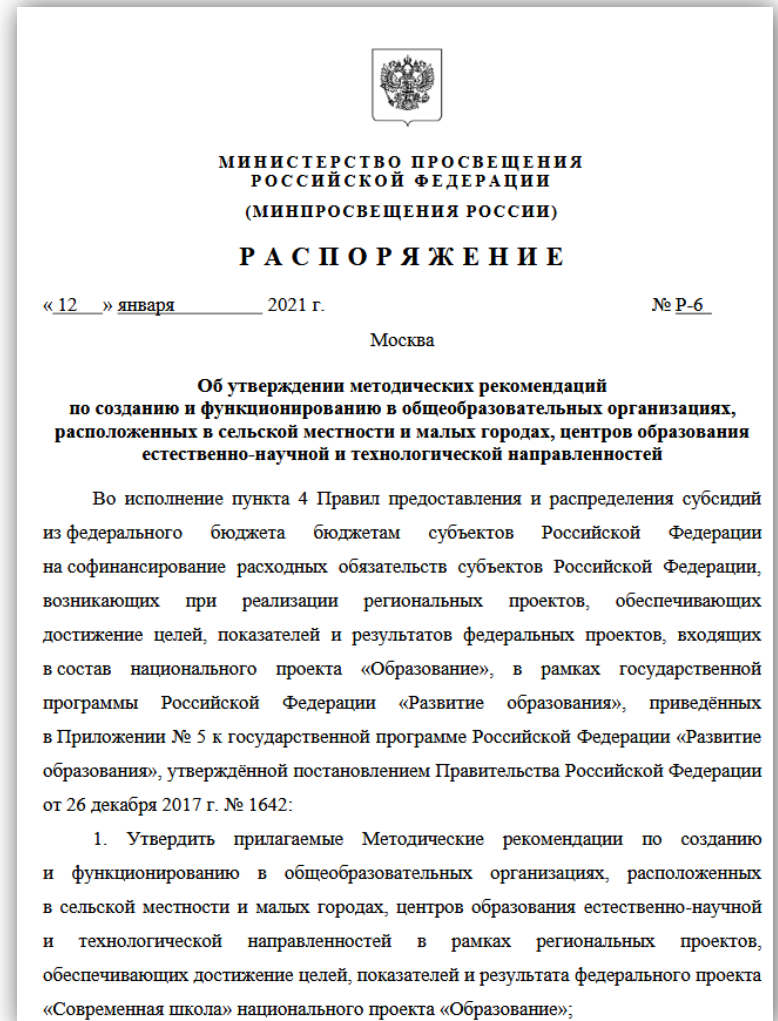 МИНИСТЕРСТВО ПРОСВЕЩЕНИЯ
РОССИЙСКОЙ ФЕДЕРАЦИИ
(МИНПРОСВЕЩЕНИЯ РОССИИ)
РАСПОРЯЖЕНИЕ
«12» января 2021 г. № Р-6
Москва
Об утверждении методических рекомендаций
по созданию и функционированию в общеобразовательных организациях,
расположенных в сельской местности и малых городах, центров образования
естественно-научной и технологической направленностей
Во исполнение пункта 4 Правил предоставления и распределения субсидий
из федерального бюджета бюджетам субъектов Российской Федерации
на софинансирование расходных обязательств субъектов Российской Федерации,
возникающих при реализации региональных проектов, обеспечивающих
достижение целей, показателей и результатов федеральных проектов, входящих
в состав национального проекта «Образование», в рамках государственной
программы Российской Федерации «Развитие образования», приведённых
в Приложении № 5 к государственной программе Российской Федерации «Развитие
образования», утверждённой постановлением Правительства Российской Федерации
от 26 декабря 2017 г. № 1642:
1. Утвердить прилагаемые Методические рекомендации по созданию
и функционированию в общеобразовательных организациях, расположенных
в сельской местности и малых городах, центров образования естественно-научной
и технологической направленностей в рамках региональных проектов,
обеспечивающих достижение целей, показателей и результата федерального проекта
«Современная школа» национального проекта «Образование»;